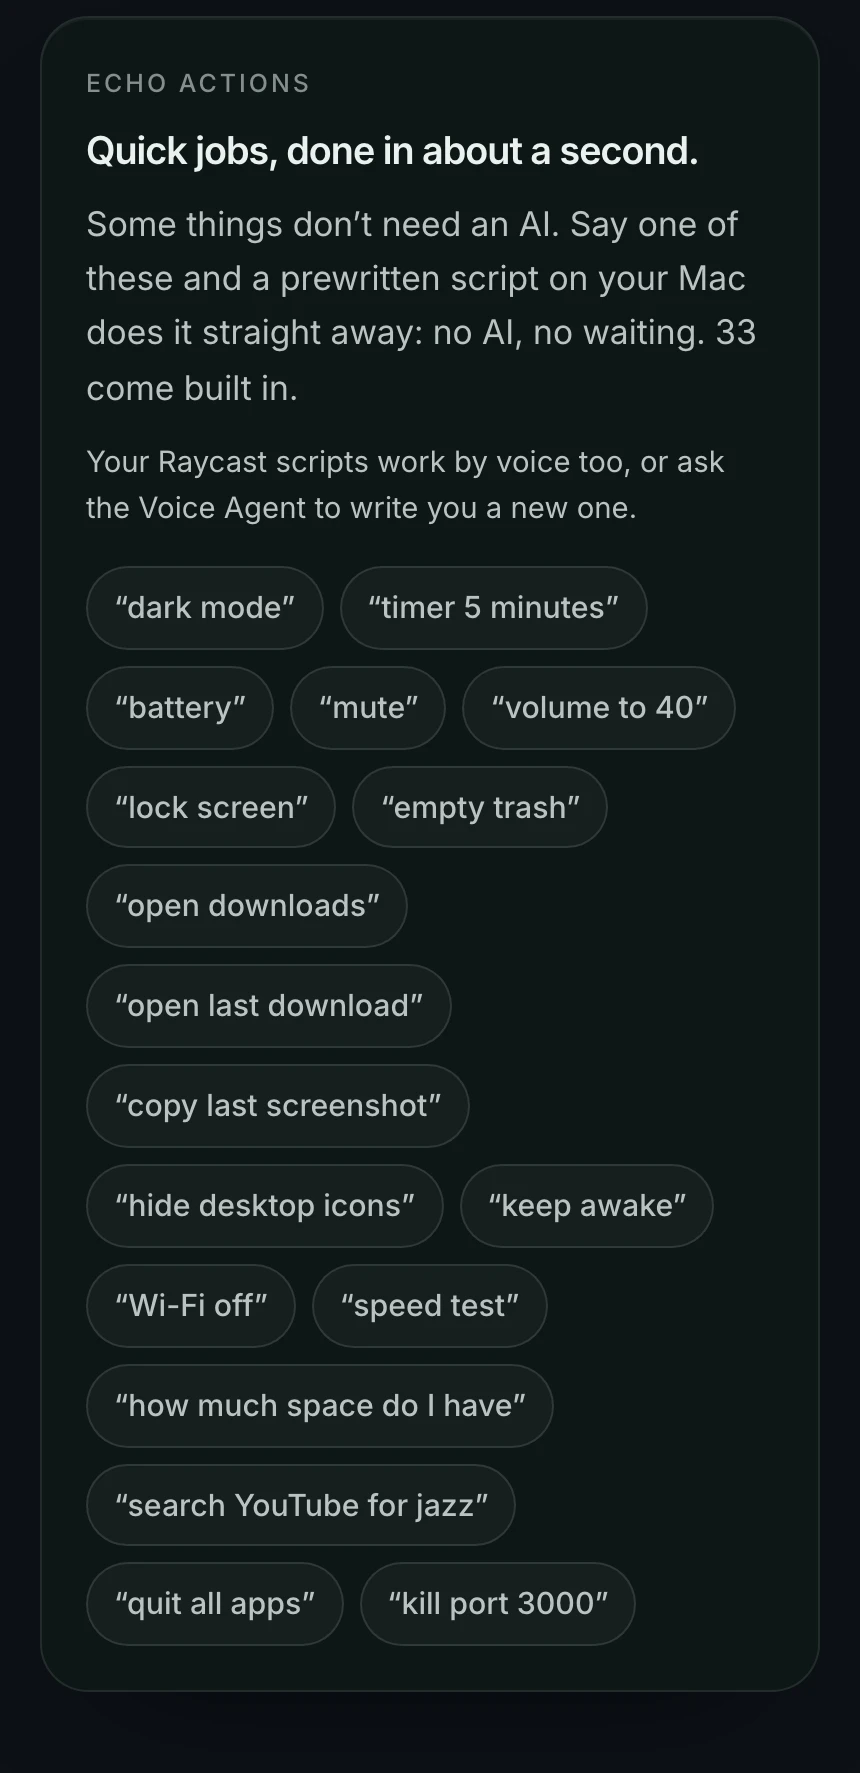 ECHO ACTIONS
Quick jobs, done in about a second.
Some things don’t need an AI. Say one of
these and a prewritten script on your Mac
does it straight away: no AI, no waiting. 33
come built in.
Your Raycast scripts work by voice too, or ask
the Voice Agent to write you a new one.
“dark mode” “timer 5 minutes”
“battery” “mute” “volume to 40”
“lock screen” “empty trash”
“open downloads”
“open last download”
“copy last screenshot”
“hide desktop icons” “keep awake”
“Wi-Fi off” “speed test”
“how much space do I have”
“search YouTube for jazz”
“quit all apps” “kill port 3000”